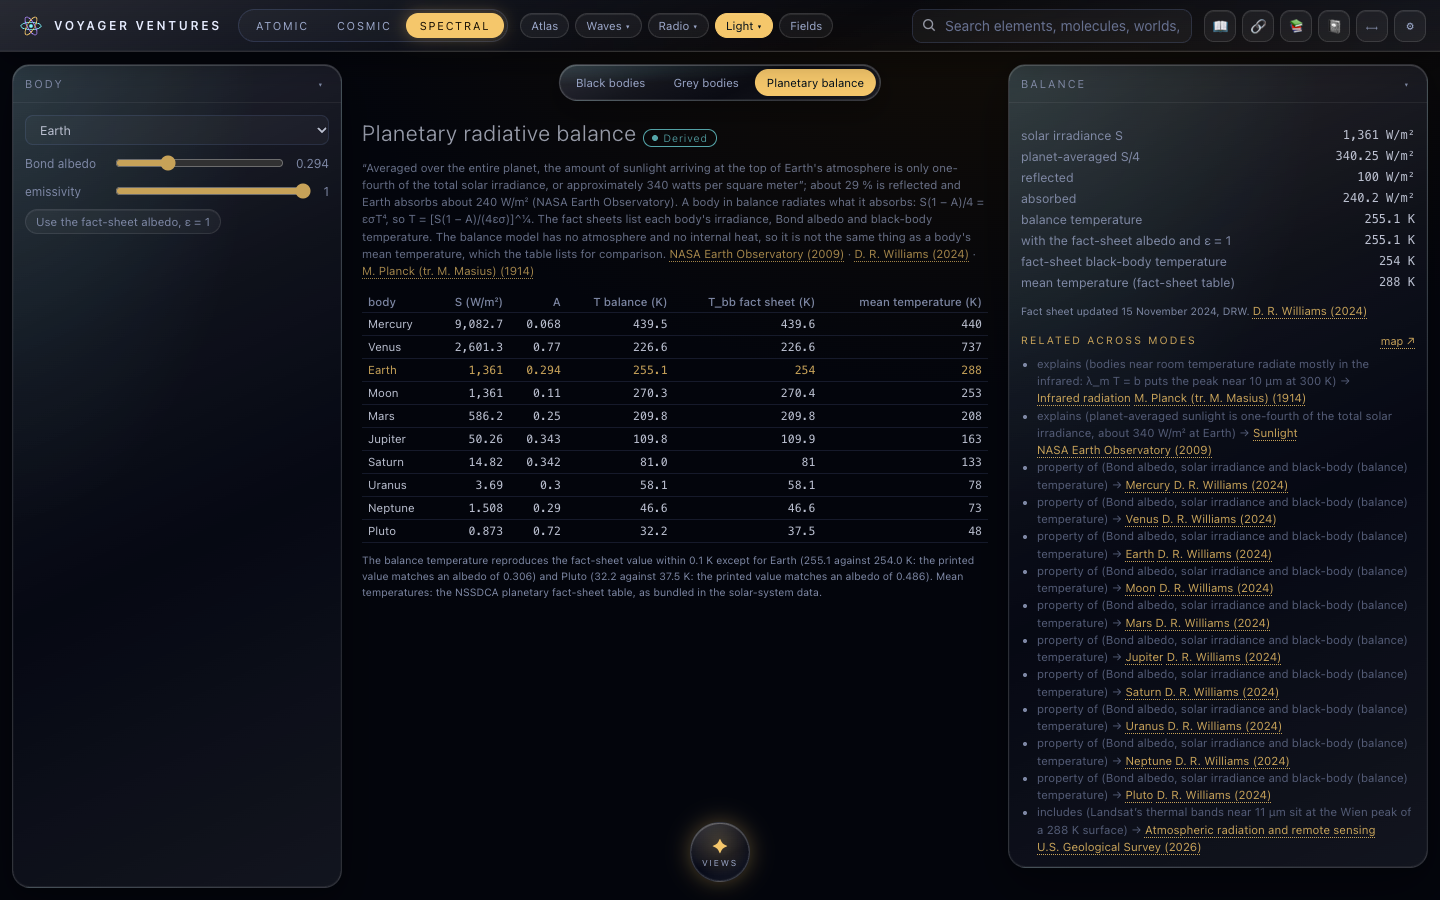 VOYAGER VENTURES
ATOMIC COSMIC SPECTRAL
Atlas Waves Radio Light Fields
Search elements, molecules, worlds,
BODY
Earth
Bond albedo 0.294
emissivity 1
Use the fact-sheet albedo, ε = 1
Black bodies Grey bodies Planetary balance
Planetary radiative balance Derived
"Averaged over the entire planet, the amount of sunlight arriving at the top of Earth's atmosphere is only one-
fourth of the total solar irradiance, or approximately 340 watts per square meter"; about 29 % is reflected and
Earth absorbs about 240 W/m² (NASA Earth Observatory). A body in balance radiates what it absorbs: S(1 − A)/4 =
εσT⁴, so T = [S(1 − A)/(4εσ)]^¼. The fact sheets list each body's irradiance, Bond albedo and black-body
temperature. The balance model has no atmosphere and no internal heat, so it is not the same thing as a body's
mean temperature, which the table lists for comparison. NASA Earth Observatory (2009) · D. R. Williams (2024) ·
M. Planck (tr. M. Masius) (1914)
body S (W/m²) A T balance (K) T_bb fact sheet (K) mean temperature (K)
Mercury 9,082.7 0.068 439.5 439.6 440
Venus 2,601.3 0.77 226.6 226.6 737
Earth 1,361 0.294 255.1 254 288
Moon 1,361 0.11 270.3 270.4 253
Mars 586.2 0.25 209.8 209.8 208
Jupiter 50.26 0.343 109.8 109.9 163
Saturn 14.82 0.342 81.0 81 133
Uranus 3.69 0.3 58.1 58.1 78
Neptune 1.508 0.29 46.6 46.6 73
Pluto 0.873 0.72 32.2 37.5 48
The balance temperature reproduces the fact-sheet value within 0.1 K except for Earth (255.1 against 254.0 K: the printed
value matches an albedo of 0.306) and Pluto (32.2 against 37.5 K: the printed value matches an albedo of 0.486). Mean
temperatures: the NSSDCA planetary fact-sheet table, as bundled in the solar-system data.
VIEWS
BALANCE
solar irradiance S 1,361 W/m²
planet-averaged S/4 340.25 W/m²
reflected 100 W/m²
absorbed 240.2 W/m²
balance temperature 255.1 K
with the fact-sheet albedo and ε = 1 255.1 K
fact-sheet black-body temperature 254 K
mean temperature (fact-sheet table) 288 K
Fact sheet updated 15 November 2024, DRW. D. R. Williams (2024)
RELATED ACROSS MODES map ↗
explains (bodies near room temperature radiate mostly in the
infrared: λ_m T = b puts the peak near 10 μm at 300 K) →
Infrared radiation M. Planck (tr. M. Masius) (1914)
explains (planet-averaged sunlight is one-fourth of the total solar
irradiance, about 340 W/m² at Earth) → Sunlight
NASA Earth Observatory (2009)
property of (Bond albedo, solar irradiance and black-body (balance)
temperature) → Mercury D. R. Williams (2024)
property of (Bond albedo, solar irradiance and black-body (balance)
temperature) → Venus D. R. Williams (2024)
property of (Bond albedo, solar irradiance and black-body (balance)
temperature) → Earth D. R. Williams (2024)
property of (Bond albedo, solar irradiance and black-body (balance)
temperature) → Moon D. R. Williams (2024)
property of (Bond albedo, solar irradiance and black-body (balance)
temperature) → Mars D. R. Williams (2024)
property of (Bond albedo, solar irradiance and black-body (balance)
temperature) → Jupiter D. R. Williams (2024)
property of (Bond albedo, solar irradiance and black-body (balance)
temperature) → Saturn D. R. Williams (2024)
property of (Bond albedo, solar irradiance and black-body (balance)
temperature) → Uranus D. R. Williams (2024)
property of (Bond albedo, solar irradiance and black-body (balance)
temperature) → Neptune D. R. Williams (2024)
property of (Bond albedo, solar irradiance and black-body (balance)
temperature) → Pluto D. R. Williams (2024)
includes (Landsat's thermal bands near 11 μm sit at the Wien peak of
a 288 K surface) → Atmospheric radiation and remote sensing
U.S. Geological Survey (2026)